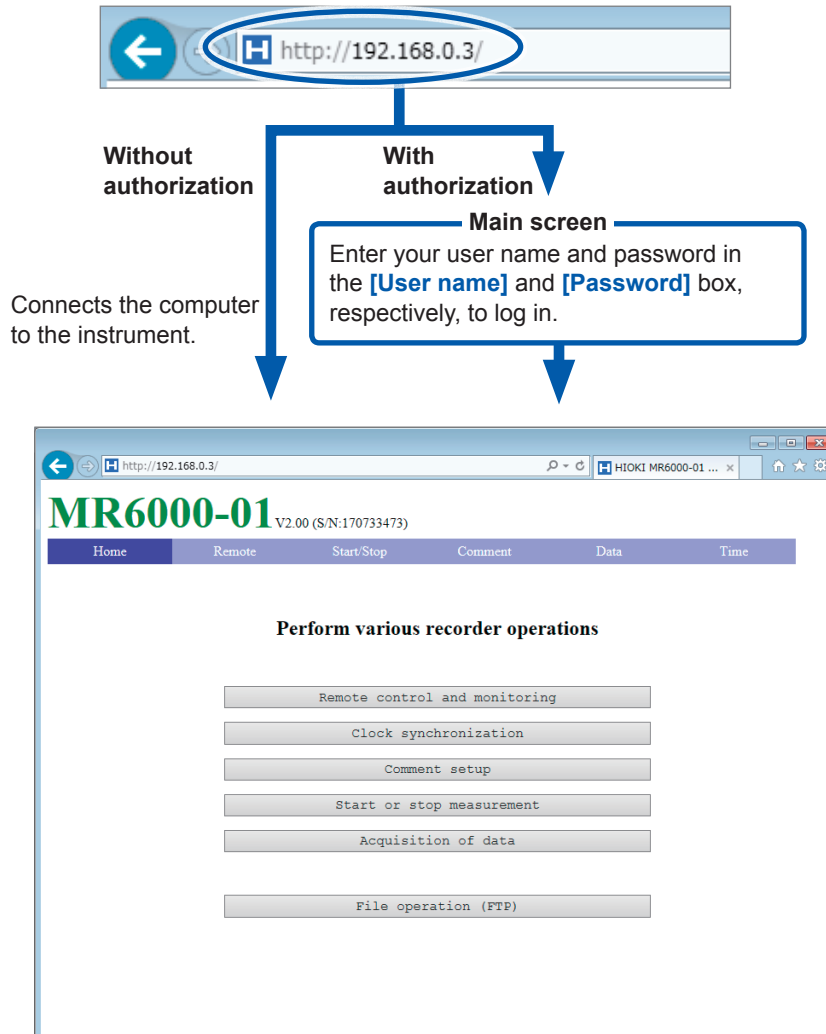 http://192.168.0.3/
Without
authorization
With
authorization
Main screen
Enter your user name and password in
the [User name] and [Password] box,
respectively, to log in.
Connects the computer
to the instrument.
http://192.168.0.3/
HIOKI MR6000-01 ...
MR6000-01 V2.00 (S/N:170733473)
Home Remote Start/Stop Comment Data Time
Perform various recorder operations
Remote control and monitoring
Clock synchronization
Comment setup
Start or stop measurement
Acquisition of data
File operation (FTP)